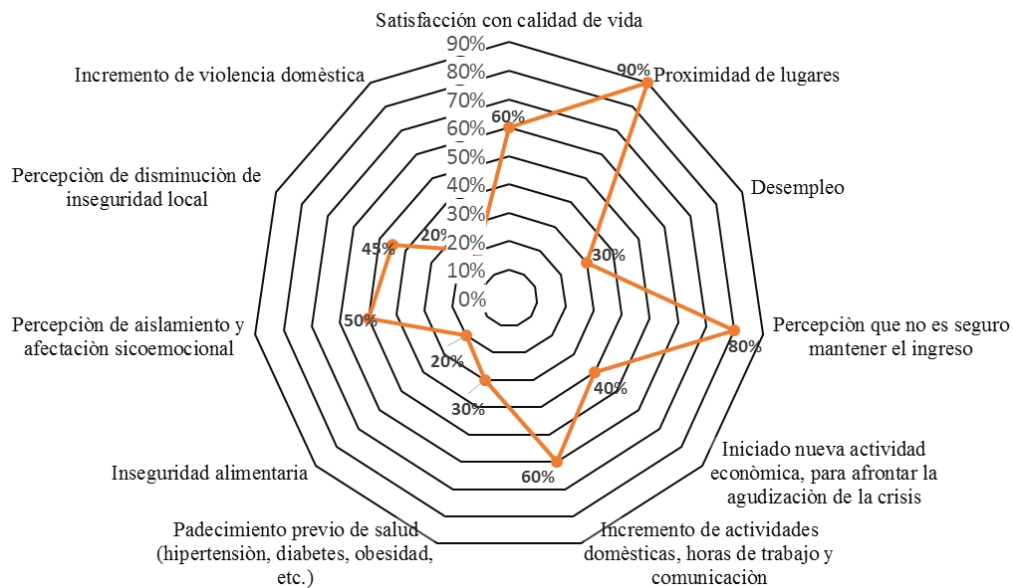 Satisfacción con calidad de vida
90%
80%
70%
60%
50%
40%
30%
20%
10%
0%
90%
Proximidad de lugares
60%
Desempleo
30%
Percepciòn que no es seguro
mantener el ingreso
80%
40%
Iniciado nueva actividad
econòmica, para afrontar la
agudizaciòn de la crisis
60%
Incremento de actividades
domèsticas, horas de trabajo y
comunicaciòn
30%
Padecimiento previo de salud
(hipertensiòn, diabetes, obesidad,
etc.)
20%
Inseguridad alimentaria
50%
Percepciòn de aislamiento y
afectaciòn sicoemocional
45%
Percepciòn de disminuciòn de
inseguridad local
20%
Incremento de violencia domèstica